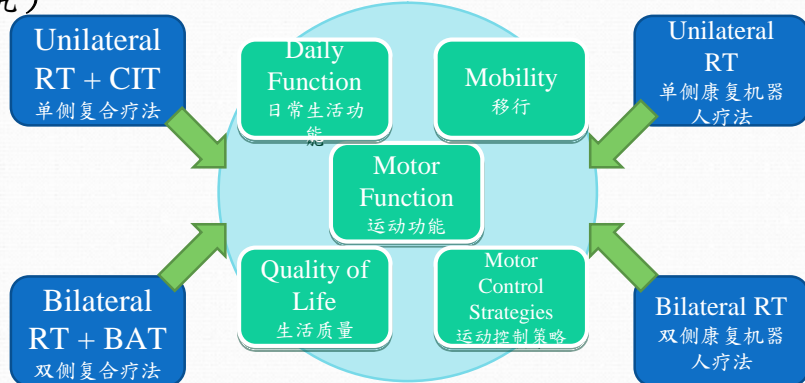 Unilateral
RT + CIT
单侧复合疗法
Daily
Function
日常生活功
能
Mobility
移行
Unilateral
RT
单侧康复机器
人疗法
Motor
Function
运动功能
Bilateral
RT + BAT
双侧复合疗法
Quality of
Life
生活质量
Motor
Control
Strategies
运动控制策略
Bilateral RT
双侧康复机器
人疗法